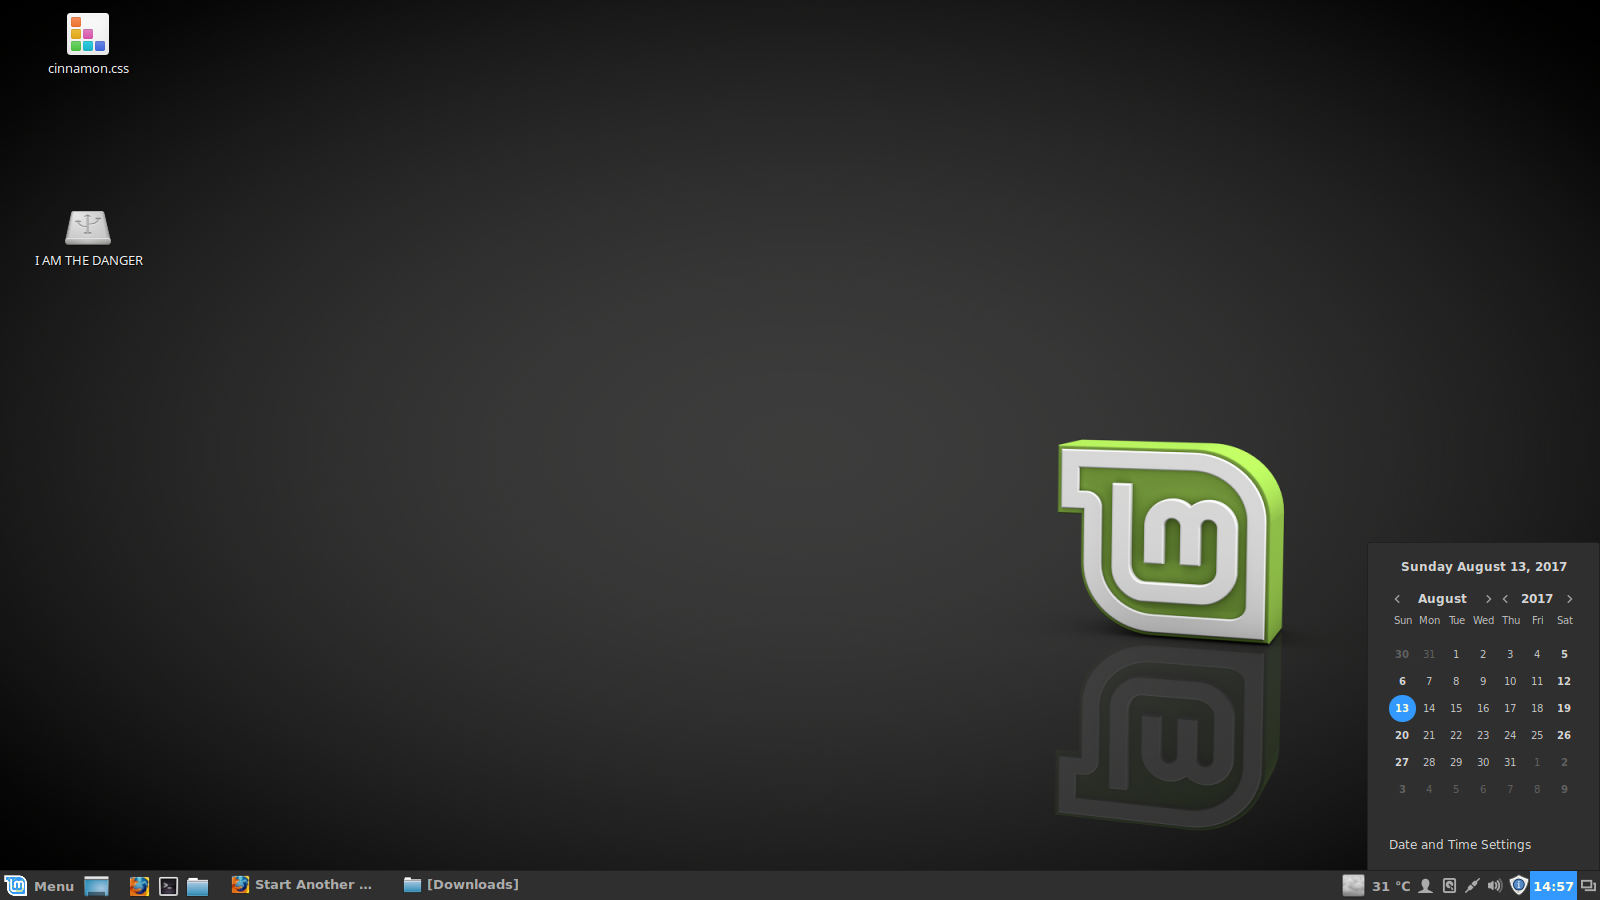 cinnamon.css
I AM THE DANGER
Sunday August 13, 2017
August 2017
Sun Mon Tue Wed Thu Fri Sat
30 31 1 2 3 4 5
6 7 8 9 10 11 12
13 14 15 16 17 18 19
20 21 22 23 24 25 26
27 28 29 30 31 1 2
3 4 5 6 7 8 9
Date and Time Settings
Menu
Start Another ...
[Downloads]
31 °C
14:57